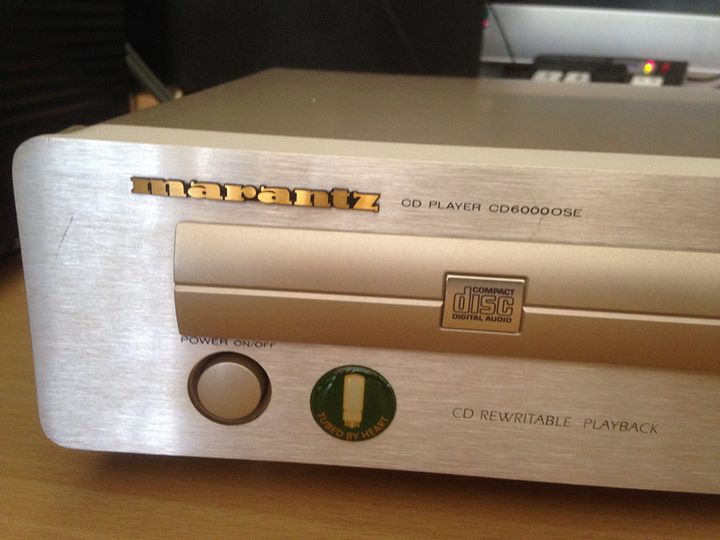 marantz
CD PLAYER CD6000OSE
COMPACT
disc
DIGITAL AUDIO
POWER ON/OFF
TUBED BY HEART
CD REWRITABLE PLAYBACK